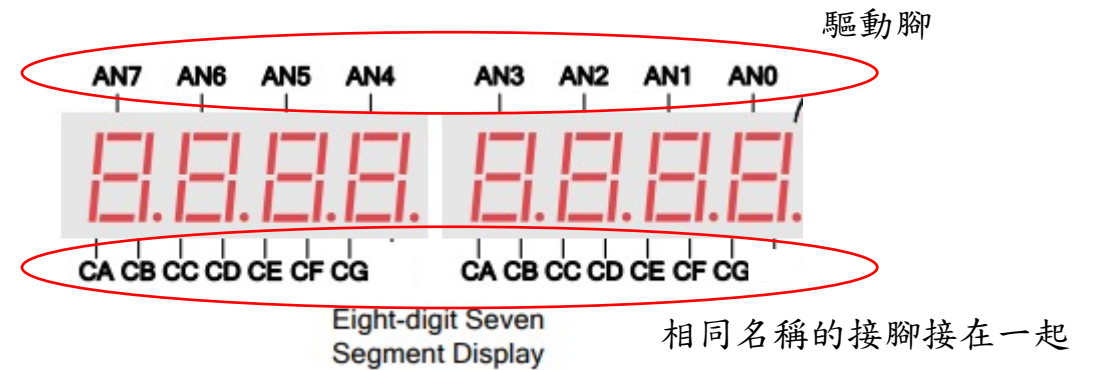 驅動腳
AN7 AN6 AN5 AN4 AN3 AN2 AN1 AN0
CA CB CC CD CE CF CG CA CB CC CD CE CF CG
Eight-digit Seven
Segment Display
相同名稱的接腳接在一起